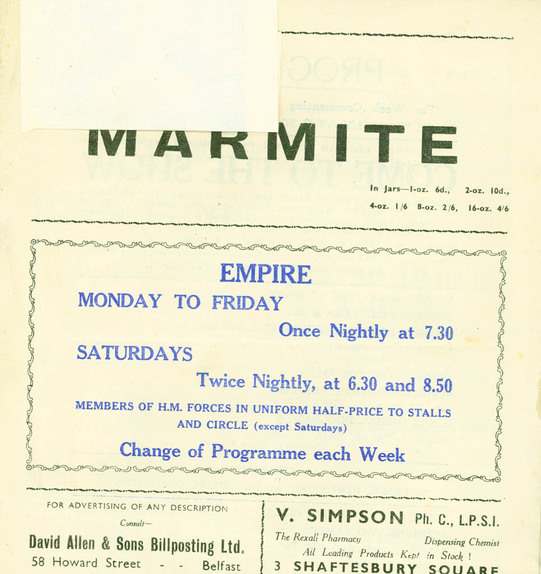 MARMITE
In Jars—1-oz. 6d., 2-oz. 10d.,
4-oz. 1/6 8-oz. 2/6, 16-oz. 4/6
EMPIRE
MONDAY TO FRIDAY
Once Nightly at 7.30
SATURDAYS
Twice Nightly, at 6.30 and 8.50
MEMBERS OF H.M. FORCES IN UNIFORM HALF-PRICE TO STALLS
AND CIRCLE (except Saturdays)
Change of Programme each Week
FOR ADVERTISING OF ANY DESCRIPTION
Consult—
David Allen & Sons Billposting Ltd.
58 Howard Street - - Belfast
V. SIMPSON Ph. C., L.P.S.I.
The Rexall Pharmacy Dispensing Chemist
All Leading Products Kept in Stock !
3 SHAFTESBURY SQUARE